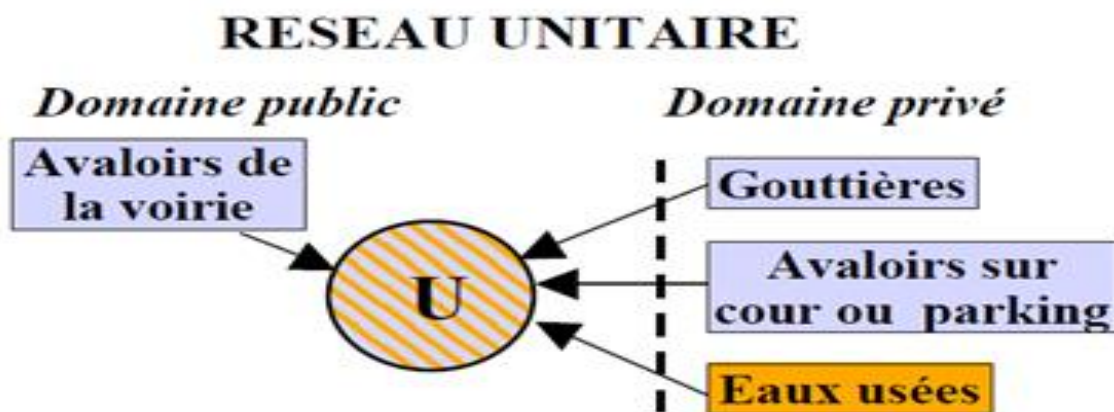 RESEAU UNITAIRE
Domaine public
Domaine privé
Avaloirs de
la voirie
Gouttières
U
Avaloirs sur
cour ou parking
Eaux usées